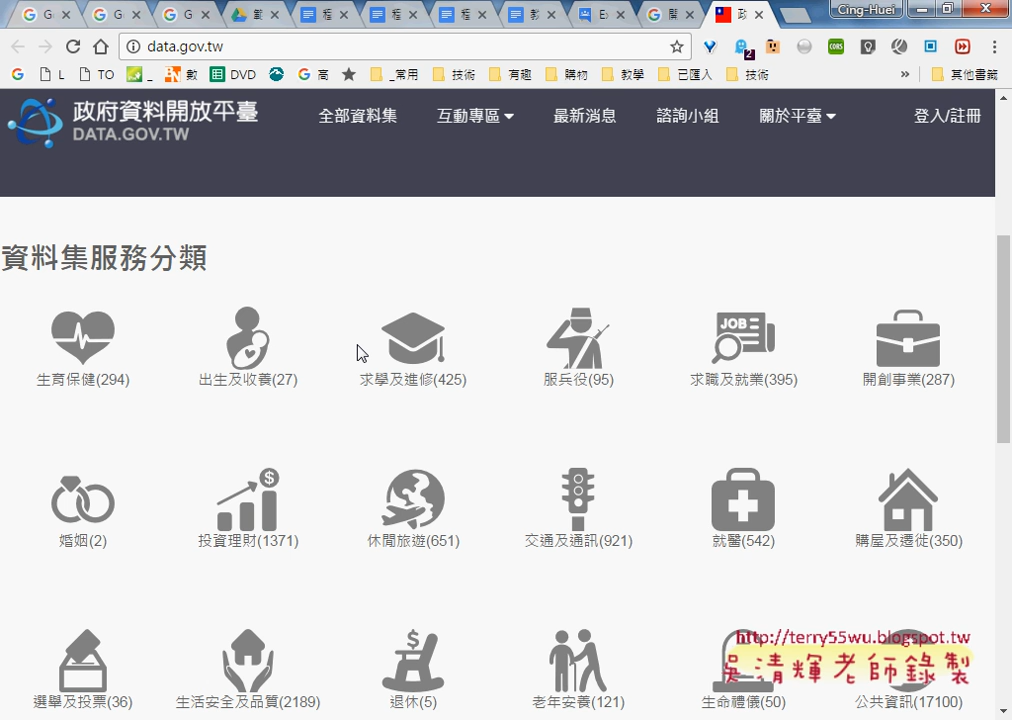 Cing-Huei
data.gov.tw
L
TO
數
DVD
高
_常用
技術
有趣
購物
教學
已匯入
技術
»
其他書籤
政府資料開放平臺
DATA.GOV.TW
全部資料集
互動專區
最新消息
諮詢小組
關於平臺
登入/註冊
資料集服務分類
JOB
生育保健(294)
出生及收養(27)
求學及進修(425)
服兵役(95)
求職及就業(395)
開創事業(287)
婚姻(2)
投資理財(1371)
休閒旅遊(651)
交通及通訊(921)
就醫(542)
購屋及遷徙(350)
http://terry55wu.blogspot.tw
吳清輝老師錄製
選舉及投票(36)
生活安全及品質(2189)
退休(5)
老年安養(121)
生命禮儀(50)
公共資訊(17100)